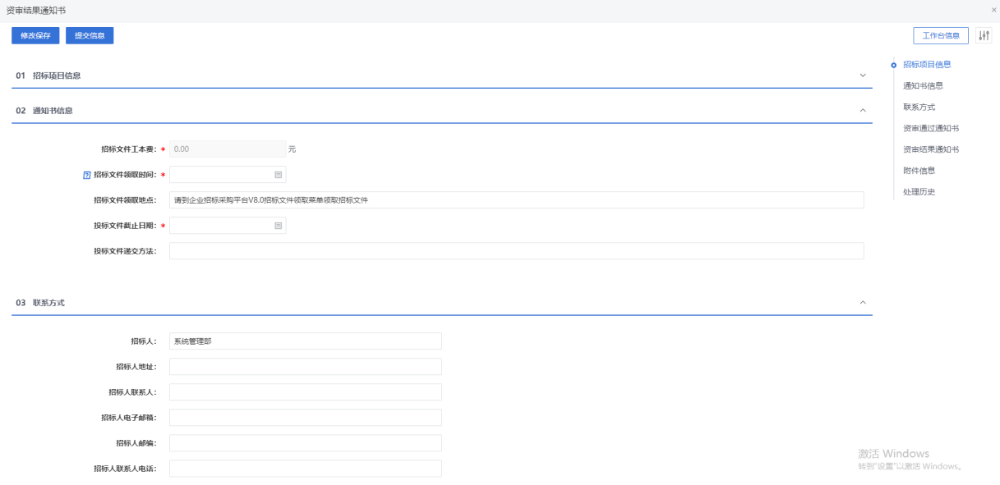 资审结果通知书
×
修改保存
提交信息
工作台信息
01 招标项目信息
02 通知书信息
招标文件工本费: * 0.00 元
? 招标文件领取时间: *
招标文件领取地点: 请到企业招标采购平台V8.0招标文件领取菜单领取招标文件
投标文件截止日期: *
投标文件递交方法:
03 联系方式
招标人: 系统管理部
招标人地址:
招标人联系人:
招标人电子邮箱:
招标人邮编:
招标人联系人电话:
招标项目信息
通知书信息
联系方式
资审通过通知书
资审结果通知书
附件信息
处理历史
激活 Windows
转到"设置"以激活 Windows。